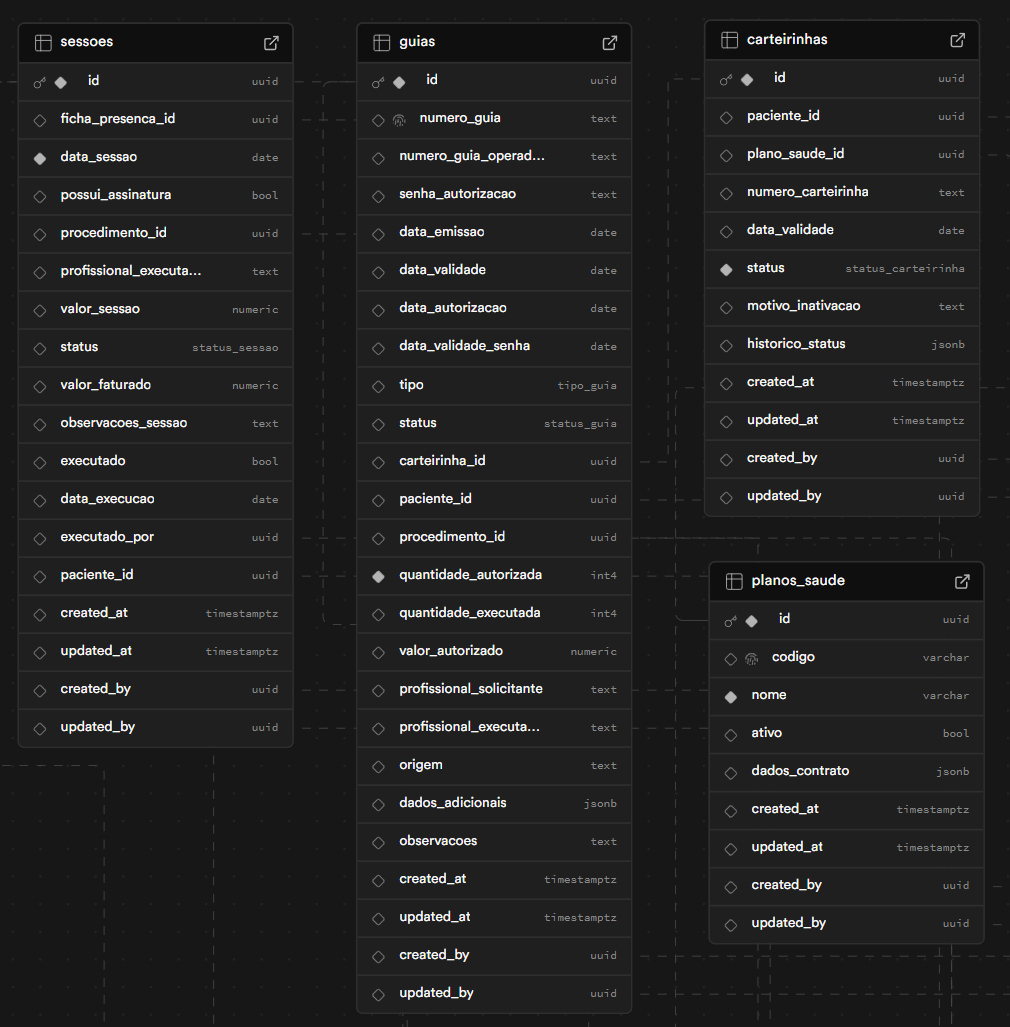 sessoes
id uuid
ficha_presenca_id uuid
data_sessao date
possui_assinatura bool
procedimento_id uuid
profissional_executa... text
valor_sessao numeric
status status_sessao
valor_faturado numeric
observacoes_sessao text
executado bool
data_execucao date
executado_por uuid
paciente_id uuid
created_at timestamptz
updated_at timestamptz
created_by uuid
updated_by uuid
guias
id uuid
numero_guia text
numero_guia_operad... text
senha_autorizacao text
data_emissao date
data_validade date
data_autorizacao date
data_validade_senha date
tipo tipo_guia
status status_guia
carteirinha_id uuid
paciente_id uuid
procedimento_id uuid
quantidade_autorizada int4
quantidade_executada int4
valor_autorizado numeric
profissional_solicitante text
profissional_executa... text
origem text
dados_adicionais jsonb
observacoes text
created_at timestamptz
updated_at timestamptz
created_by uuid
updated_by uuid
carteirinhas
id uuid
paciente_id uuid
plano_saude_id uuid
numero_carteirinha text
data_validade date
status status_carteirinha
motivo_inativacao text
historico_status jsonb
created_at timestamptz
updated_at timestamptz
created_by uuid
updated_by uuid
planos_saude
id uuid
codigo varchar
nome varchar
ativo bool
dados_contrato jsonb
created_at timestamptz
updated_at timestamptz
created_by uuid
updated_by uuid